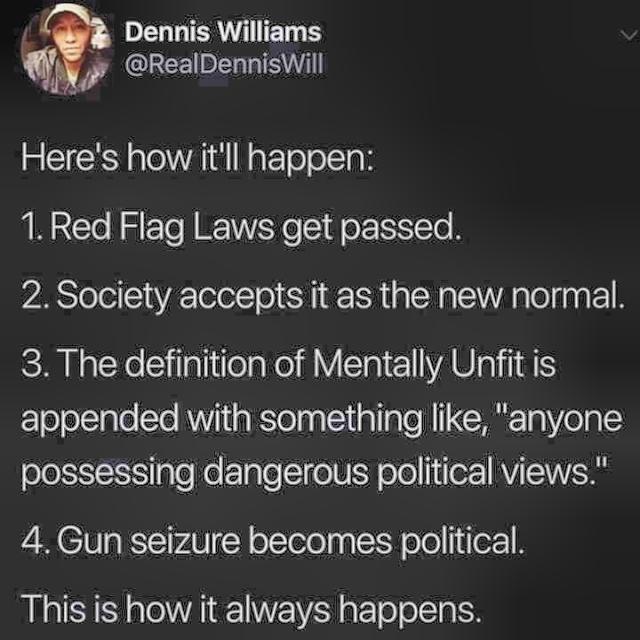 Dennis Williams
@RealDennisWill
Here's how it'll happen:
1. Red Flag Laws get passed.
2. Society accepts it as the new normal.
3. The definition of Mentally Unfit is
appended with something like, "anyone
possessing dangerous political views."
4. Gun seizure becomes political.
This is how it always happens.